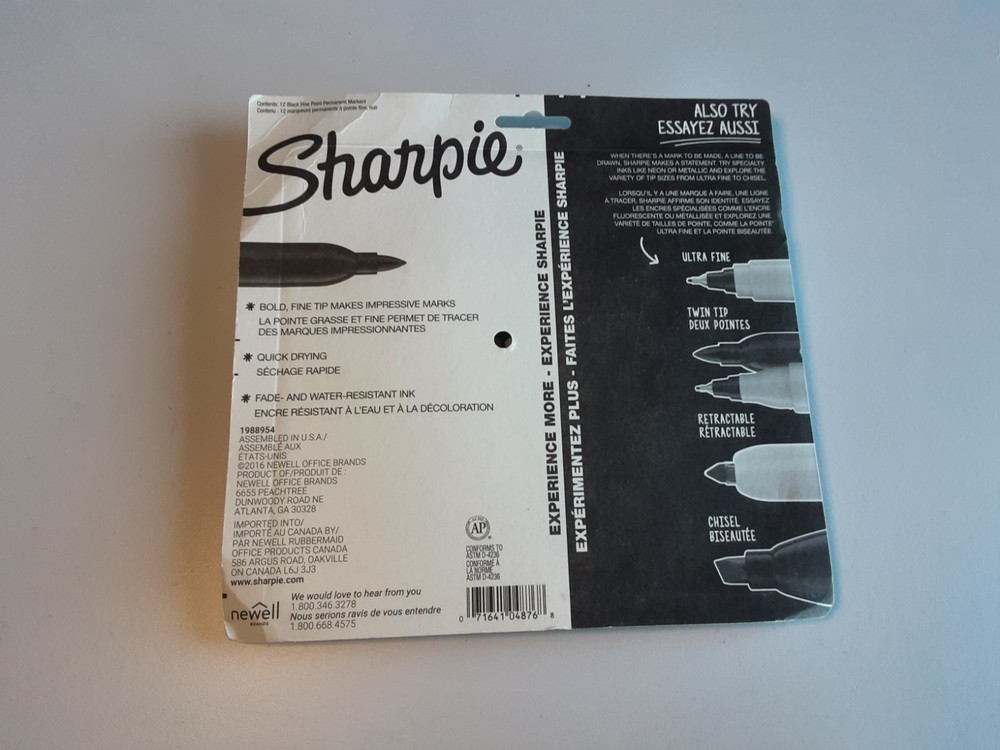 Contents: 12 Black Fine Point Permanent Markers
Contenu : 12 marqueurs permanents à pointe fine, noir
Sharpie®
BOLD, FINE TIP MAKES IMPRESSIVE MARKS
LA POINTE GRASSE ET FINE PERMET DE TRACER
DES MARQUES IMPRESSIONNANTES
QUICK DRYING
SÉCHAGE RAPIDE
FADE- AND WATER-RESISTANT INK
ENCRE RÉSISTANT À L'EAU ET À LA DÉCOLORATION
1988954
ASSEMBLED IN U.S.A./
ASSEMBLÉ AUX
ÉTATS-UNIS
©2016 NEWELL OFFICE BRANDS
PRODUCT OF/PRODUIT DE :
NEWELL OFFICE BRANDS
6655 PEACHTREE
DUNWOODY ROAD NE
ATLANTA, GA 30328
IMPORTED INTO/
IMPORTÉ AU CANADA BY/
PAR NEWELL RUBBERMAID
OFFICE PRODUCTS CANADA
586 ARGUS ROAD, OAKVILLE
ON CANADA L6J 3J3
www.sharpie.com
newell
BRANDS
We would love to hear from you
1.800.346.3278
Nous serions ravis de vous entendre
1.800.668.4575
AP
CONFORMS TO
ASTM D-4236
CONFORME À
LA NORME
ASTM D-4236
0 71641 04876 8
EXPERIENCE MORE - EXPERIENCE SHARPIE
EXPÉRIMENTEZ PLUS - FAITES L'EXPÉRIENCE SHARPIE
ALSO TRY
ESSAYEZ AUSSI
WHEN THERE'S A MARK TO BE MADE, A LINE TO BE
DRAWN, SHARPIE MAKES A STATEMENT. TRY SPECIALTY
INKS LIKE NEON OR METALLIC AND EXPLORE THE
VARIETY OF TIP SIZES FROM ULTRA FINE TO CHISEL.
LORSQU'IL Y A UNE MARQUE À FAIRE, UNE LIGNE
À TRACER, SHARPIE AFFIRME SON IDENTITÉ. ESSAYEZ
LES ENCRES SPÉCIALISÉES COMME L'ENCRE
FLUORESCENTE OU MÉTALLISÉE ET EXPLOREZ UNE
VARIÉTÉ DE TAILLES DE POINTE, COMME LA POINTE
ULTRA FINE ET LA POINTE BISEAUTÉE.
ULTRA FINE
TWIN TIP
DEUX POINTES
RETRACTABLE
RÉTRACTABLE
CHISEL
BISEAUTÉE